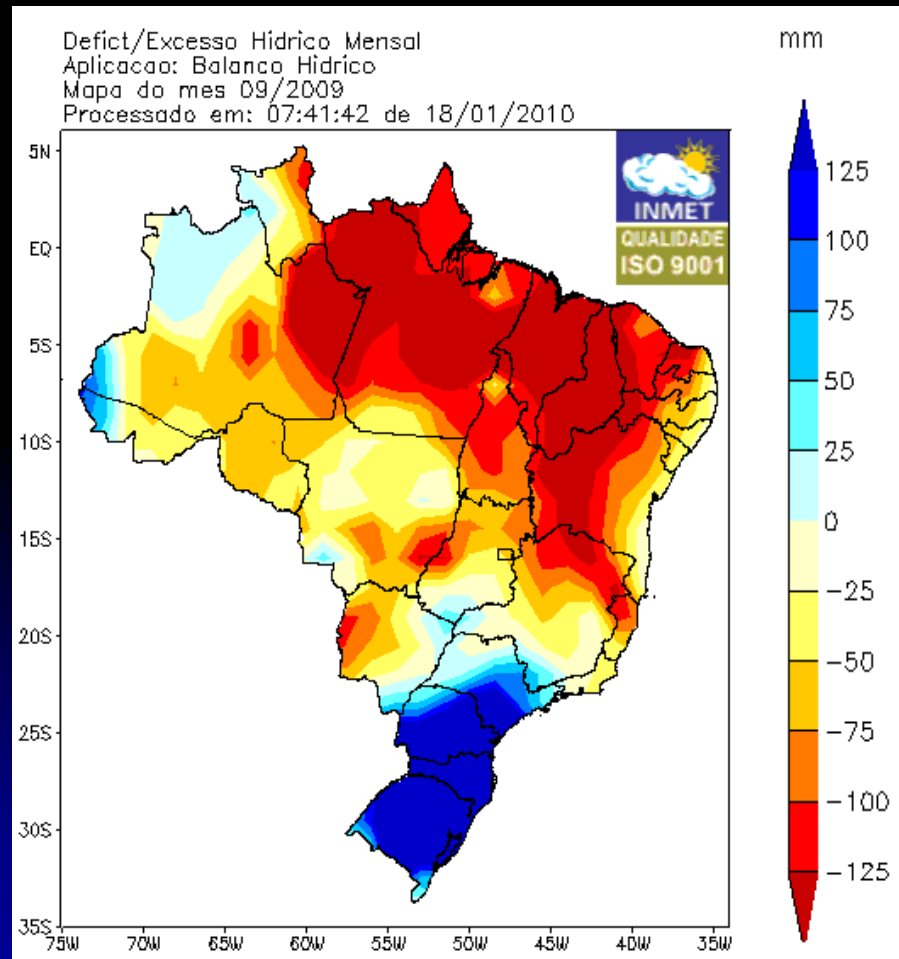 Defict/Excesso Hidrico Mensal
Aplicacao: Balanco Hidrico
Mapa do mes 09/2009
Processado em: 07:41:42 de 18/01/2010
mm
INMET
QUALIDADE
ISO 9001
125
100
75
50
25
0
−25
−50
−75
−100
−125
5N
EQ
5S
10S
15S
20S
25S
30S
35S
75W 70W 65W 60W 55W 50W 45W 40W 35W